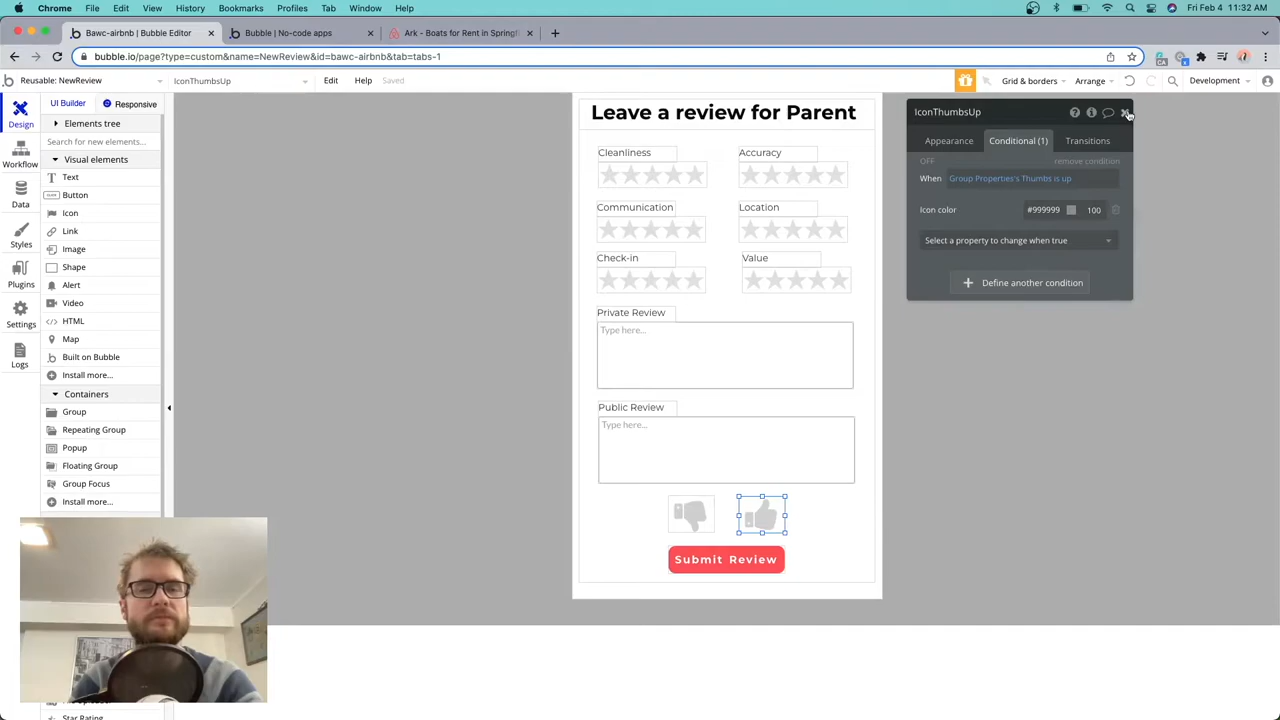 Chrome File Edit View History Bookmarks Profiles Tab Window Help
Fri Feb 4 11:32 AM
Bawc-airbnb | Bubble Editor
Bubble | No-code apps
Ark - Boats for Rent in Springf
bubble.io/page?type=custom&name=NewReview&id=bawc-airbnb&tab=tabs-1
Reusable: NewReview
IconThumbsUp
Edit
Help
Saved
Grid & borders
Arrange
Development
Design
Workflow
Data
Styles
Plugins
Settings
Logs
UI Builder
Responsive
Elements tree
Search for new elements...
Visual elements
Text
Button
Icon
Link
Image
Shape
Alert
Video
HTML
Map
Built on Bubble
Install more...
Containers
Group
Repeating Group
Popup
Floating Group
Group Focus
Install more...
Star Rating
Leave a review for Parent
Cleanliness
Accuracy
Communication
Location
Check-in
Value
Private Review
Type here...
Public Review
Type here...
Submit Review
IconThumbsUp
Appearance
Conditional (1)
Transitions
OFF
remove condition
When
Group Properties's Thumbs is up
Icon color
#999999
100
Select a property to change when true
Define another condition